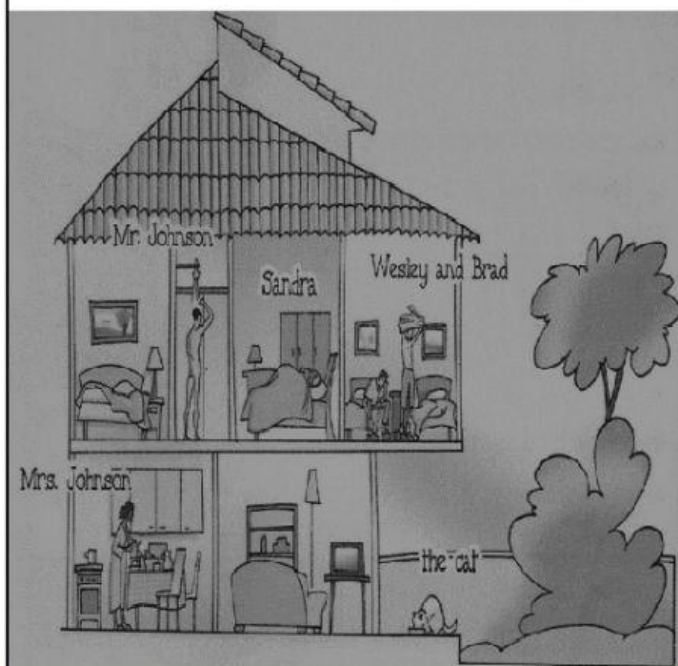 Mr. Johnson
Sandra
Wesley and Brad
Mrs. Johnson
the cat